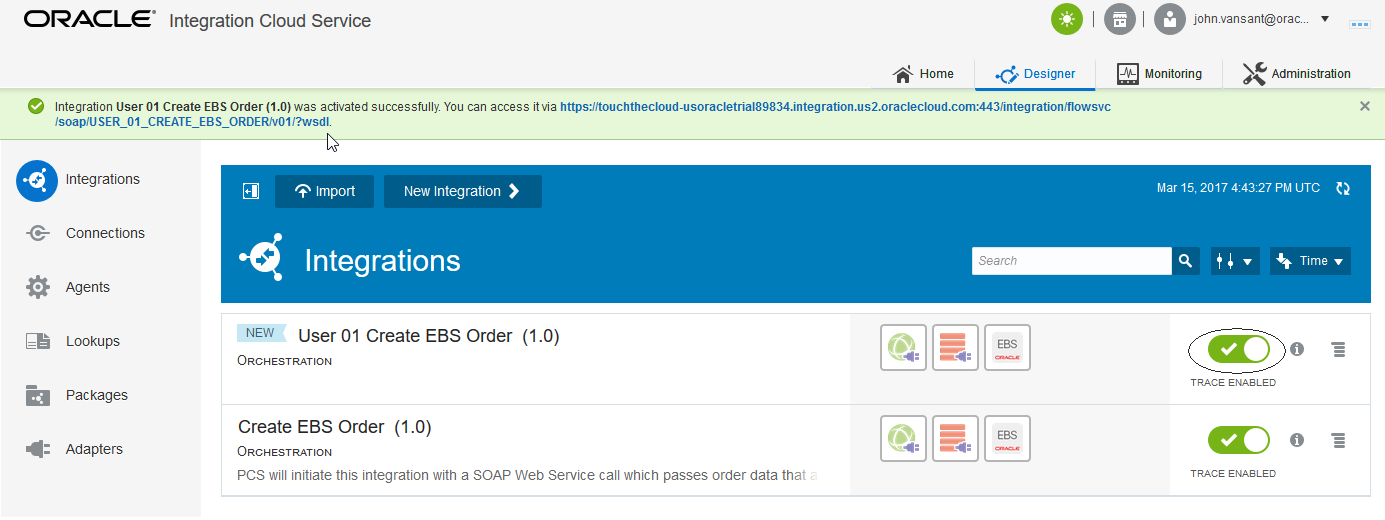 ORACLE Integration Cloud Service
john.vansant@orac...
Home Designer Monitoring Administration
Integration User 01 Create EBS Order (1.0) was activated successfully. You can access it via https://touchthecloud-usoracletrial89834.integration.us2.oraclecloud.com:443/integration/flowsvc
/soap/USER_01_CREATE_EBS_ORDER/v01/?wsdl.
Integrations
Connections
Agents
Lookups
Packages
Adapters
Import New Integration Mar 15, 2017 4:43:27 PM UTC
Integrations Search Time
NEW User 01 Create EBS Order (1.0)
ORCHESTRATION
EBS
ORACLE
TRACE ENABLED
Create EBS Order (1.0)
ORCHESTRATION
PCS will initiate this integration with a SOAP Web Service call which passes order data that a
EBS
ORACLE
TRACE ENABLED